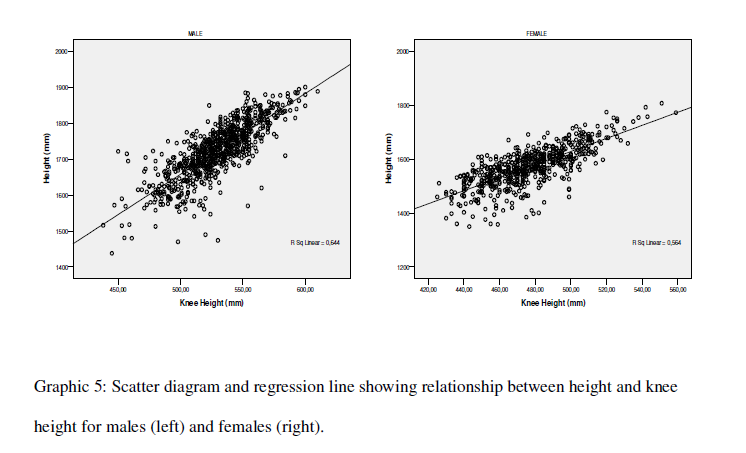 MALE
2000
1900
1800
1700
1600
1500
1400
Height (mm)
R Sq Linear = 0,644
450,00 500,00 550,00 600,00
Knee Height (mm)
FEMALE
2000
1800
1600
1400
1200
Height (mm)
R Sq Linear = 0,564
420,00 440,00 460,00 480,00 500,00 520,00 540,00 560,00
Knee Height (mm)
Graphic 5: Scatter diagram and regression line showing relationship between height and knee
height for males (left) and females (right).